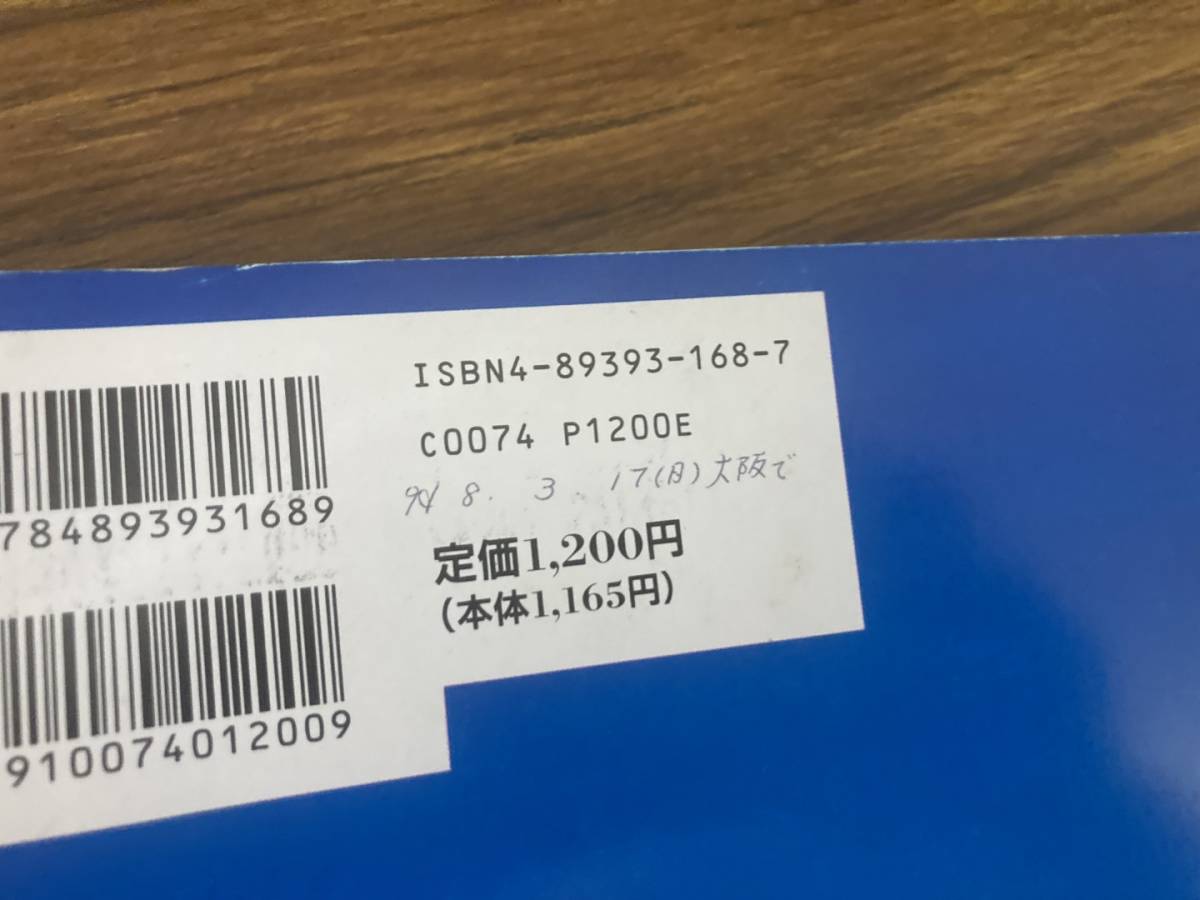 ISBN4-89393-168-7
C0074 P1200E
8. 3. 17(日)大阪で
定価1,200円
(本体1,165円)
784893931689
910074012009